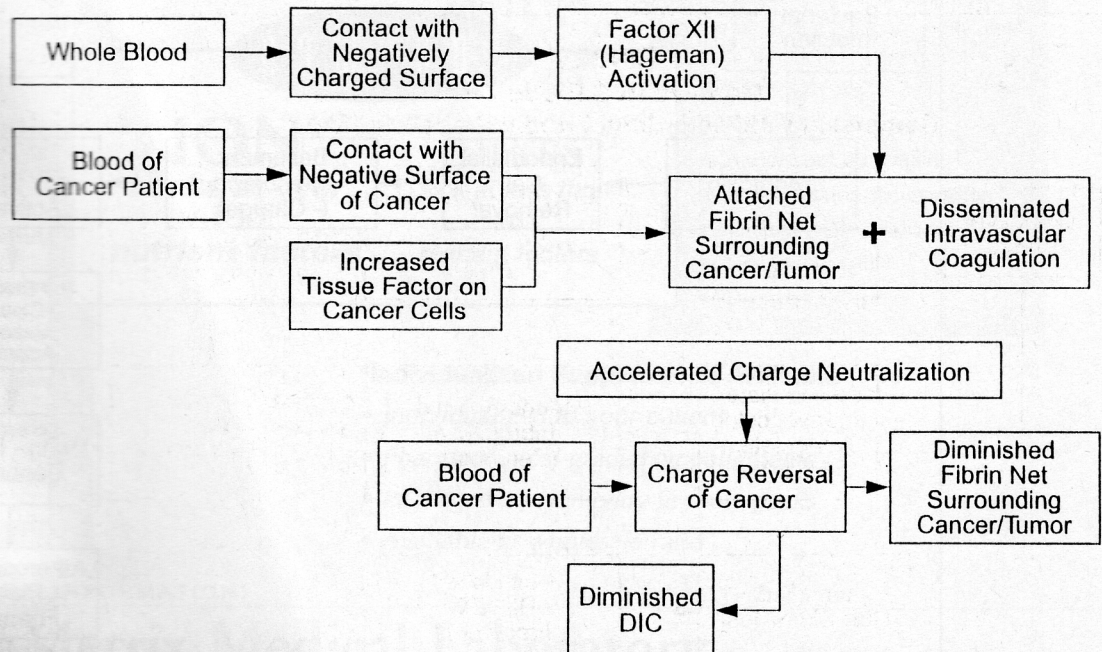 Whole Blood
Contact with
Negatively
Charged Surface
Factor XII
(Hageman)
Activation
Blood of
Cancer Patient
Contact with
Negative Surface
of Cancer
Increased
Tissue Factor on
Cancer Cells
Attached
Fibrin Net
Surrounding
Cancer/Tumor
+
Disseminated
Intravascular
Coagulation
Accelerated Charge Neutralization
Blood of
Cancer Patient
Charge Reversal
of Cancer
Diminished
Fibrin Net
Surrounding
Cancer/Tumor
Diminished
DIC